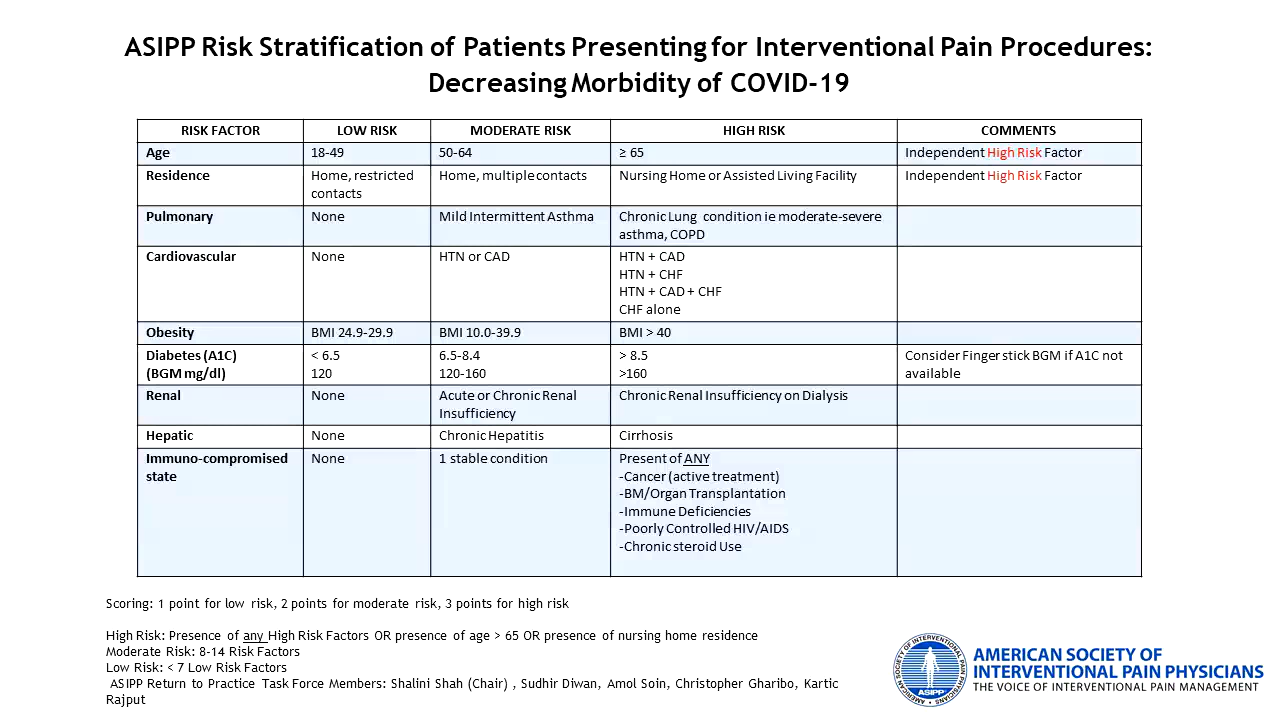 ASIPP Risk Stratification of Patients Presenting for Interventional Pain Procedures:
Decreasing Morbidity of COVID-19
RISK FACTOR LOW RISK MODERATE RISK HIGH RISK COMMENTS
Age 18-49 50-64 ≥ 65 Independent High Risk Factor
Residence Home, restricted Home, multiple contacts Nursing Home or Assisted Living Facility Independent High Risk Factor
contacts
Pulmonary None Mild Intermittent Asthma Chronic Lung condition ie moderate-severe
asthma, COPD
Cardiovascular None HTN or CAD HTN + CAD
HTN + CHF
HTN + CAD + CHF
CHF alone
Obesity BMI 24.9-29.9 BMI 10.0-39.9 BMI > 40
Diabetes (A1C) < 6.5 6.5-8.4 > 8.5 Consider Finger stick BGM if A1C not
(BGM mg/dl) 120 120-160 >160 available
Renal None Acute or Chronic Renal Chronic Renal Insufficiency on Dialysis
Insufficiency
Hepatic None Chronic Hepatitis Cirrhosis
Immuno-compromised None 1 stable condition Present of ANY
state -Cancer (active treatment)
-BM/Organ Transplantation
-Immune Deficiencies
-Poorly Controlled HIV/AIDS
-Chronic steroid Use
Scoring: 1 point for low risk, 2 points for moderate risk, 3 points for high risk
High Risk: Presence of any High Risk Factors OR presence of age > 65 OR presence of nursing home residence
Moderate Risk: 8-14 Risk Factors
Low Risk: < 7 Low Risk Factors
ASIPP Return to Practice Task Force Members: Shalini Shah (Chair) , Sudhir Diwan, Amol Soin, Christopher Gharibo, Kartic
Rajput
AMERICAN SOCIETY OF INTERVENTIONAL PAIN PHYSICIANS
ASIPP
AMERICAN SOCIETY OF
INTERVENTIONAL PAIN PHYSICIANS
THE VOICE OF INTERVENTIONAL PAIN MANAGEMENT